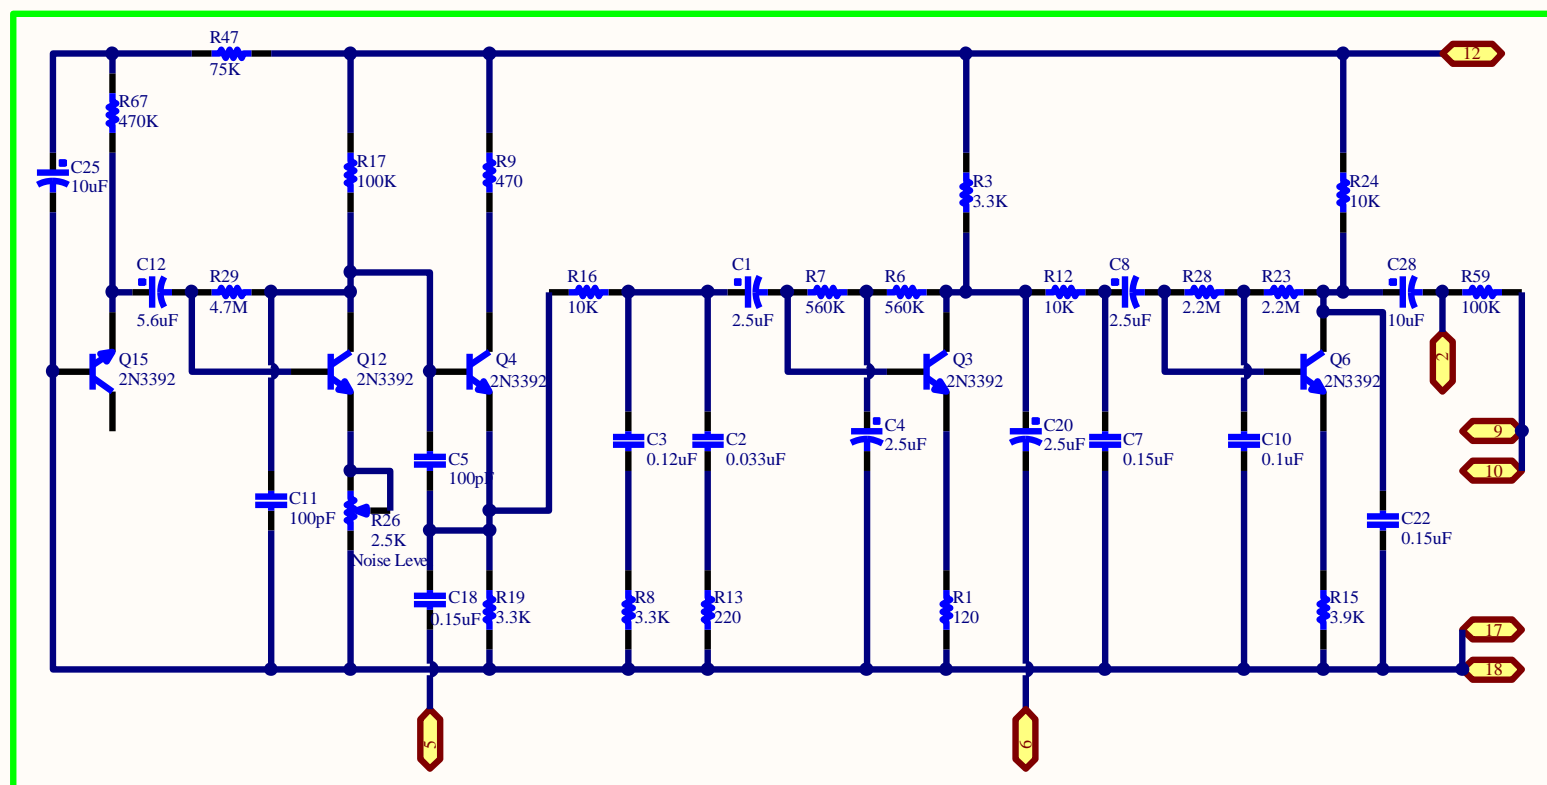 R47
75K
12
R67
470K
C25
10uF
R17
100K
R9
470
R3
3.3K
R24
10K
C12
5.6uF
R29
4.7M
R16
10K
C1
2.5uF
R7
560K
R6
560K
R12
10K
C8
2.5uF
R28
2.2M
R23
2.2M
C28
10uF
R59
100K
Q15
2N3392
Q12
2N3392
Q4
2N3392
Q3
2N3392
Q6
2N3392
2
9
10
C5
100pF
C3
0.12uF
C2
0.033uF
C4
2.5uF
C20
2.5uF
C7
0.15uF
C10
0.1uF
C11
100pF
R26
2.5K
Noise Level
C22
0.15uF
C18
0.15uF
R19
3.3K
R8
3.3K
R13
220
R1
120
R15
3.9K
17
18
5
6